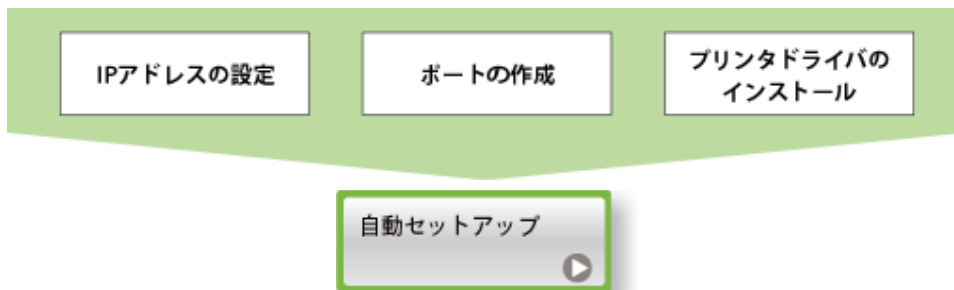 IPアドレスの設定
ポートの作成
プリンタドライバの
インストール
自動セットアップ